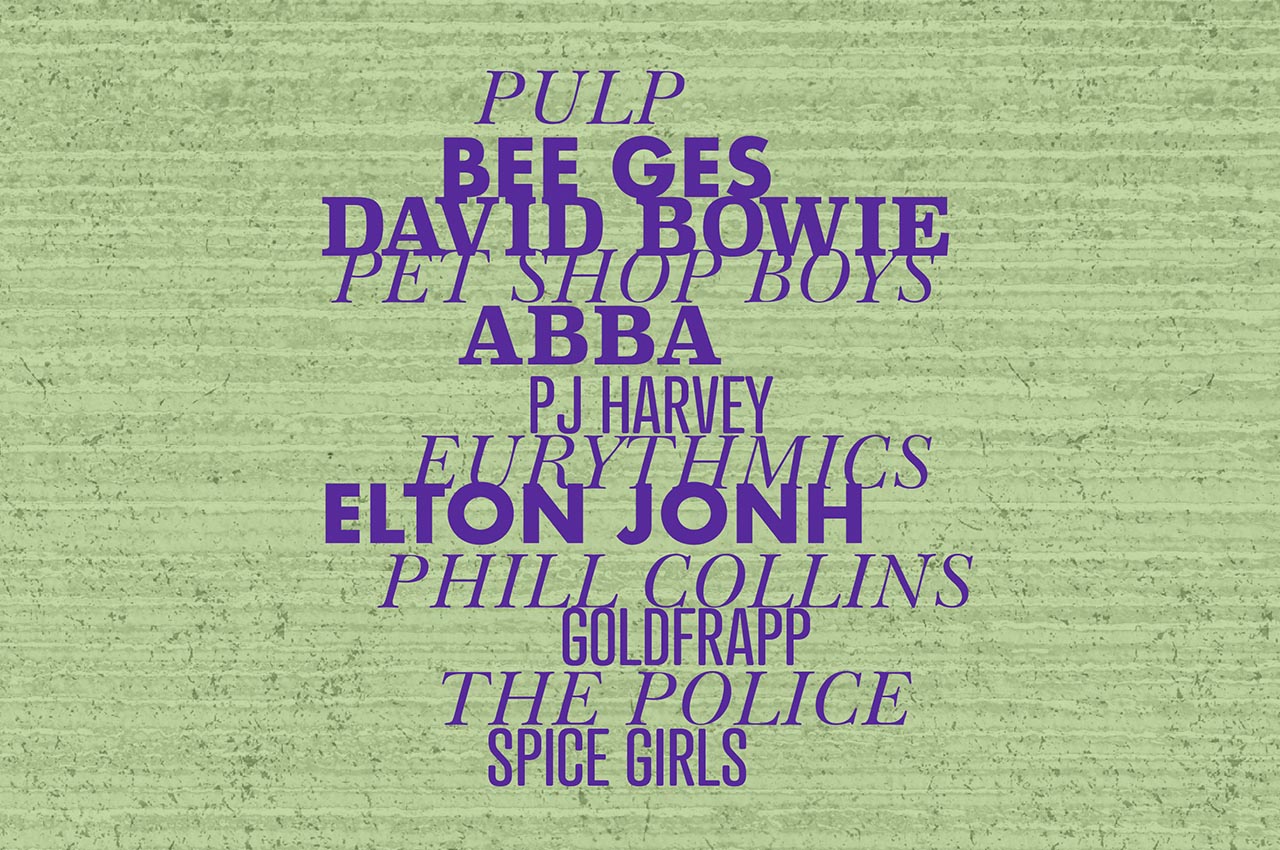 PULP
BEE GES
DAVID BOWIE
PET SHOP BOYS
ABBA
PJ HARVEY
EURYTHMICS
ELTON JONH
PHILL COLLINS
GOLDFRAPP
THE POLICE
SPICE GIRLS